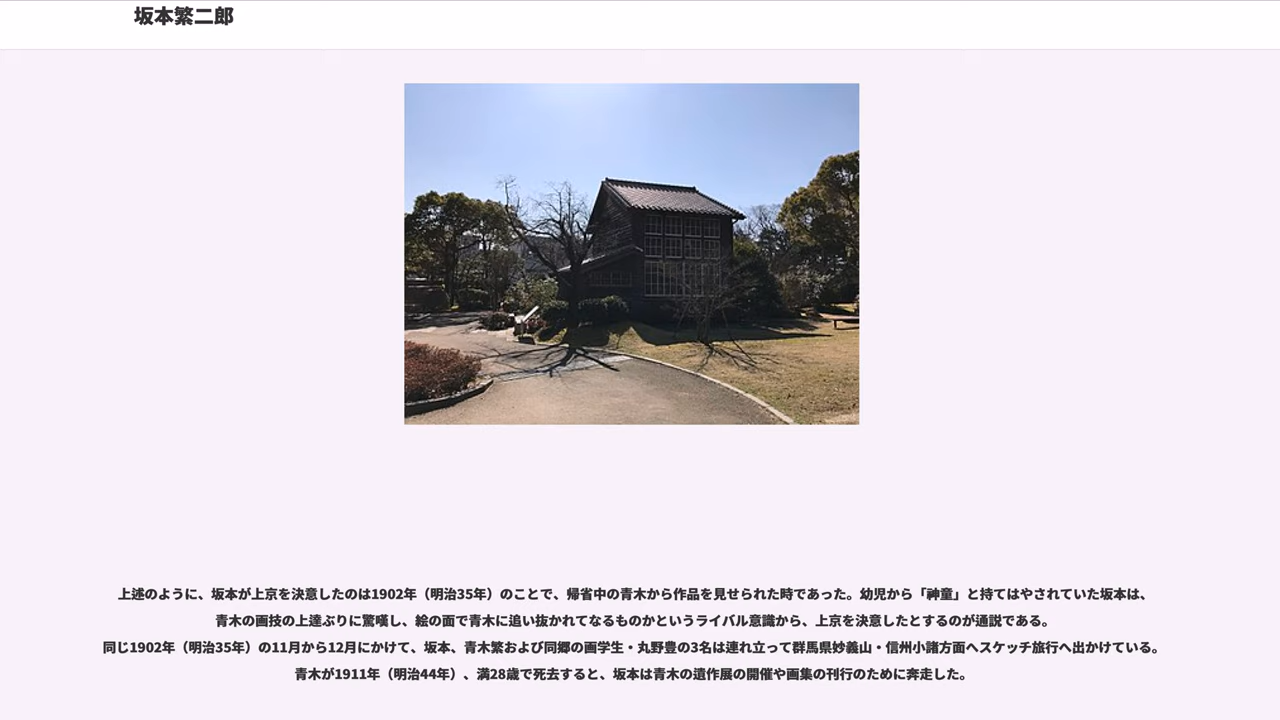 坂本繁二郎
上述のように、坂本が上京を決意したのは1902年（明治35年）のことで、帰省中の青木から作品を見せられた時であった。幼児から「神童」と持てはやされていた坂本は、
青木の画技の上達ぶりに驚嘆し、絵の面で青木に追い抜かれてなるものかというライバル意識から、上京を決意したとするのが通説である。
同じ1902年（明治35年）の11月から12月にかけて、坂本、青木繁および同郷の画学生・丸野豊の3名は連れ立って群馬県妙義山・信州小諸方面へスケッチ旅行へ出かけている。
青木が1911年（明治44年）、満28歳で死去すると、坂本は青木の遺作展の開催や画集の刊行のために奔走した。